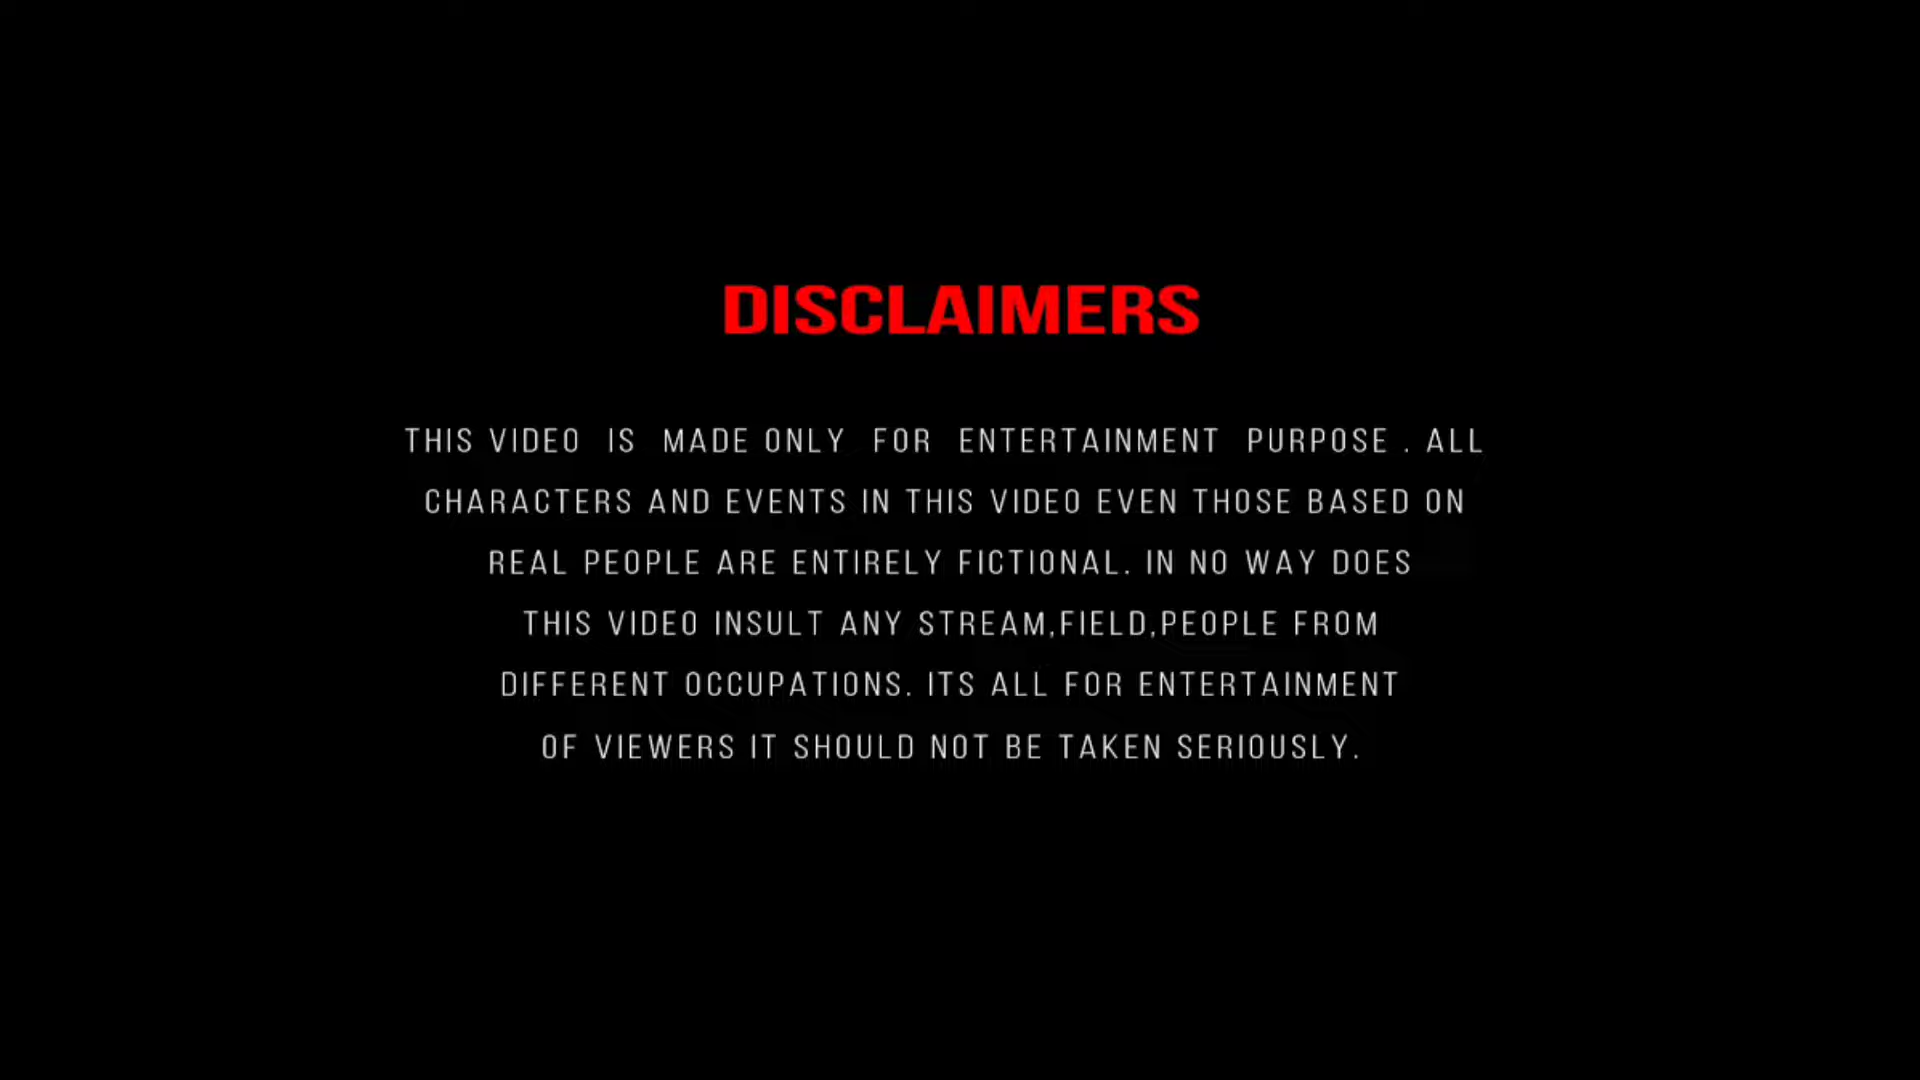 DISCLAIMERS
THIS VIDEO IS MADE ONLY FOR ENTERTAINMENT PURPOSE . ALL
CHARACTERS AND EVENTS IN THIS VIDEO EVEN THOSE BASED ON
REAL PEOPLE ARE ENTIRELY FICTIONAL. IN NO WAY DOES
THIS VIDEO INSULT ANY STREAM,FIELD,PEOPLE FROM
DIFFERENT OCCUPATIONS. ITS ALL FOR ENTERTAINMENT
OF VIEWERS IT SHOULD NOT BE TAKEN SERIOUSLY.